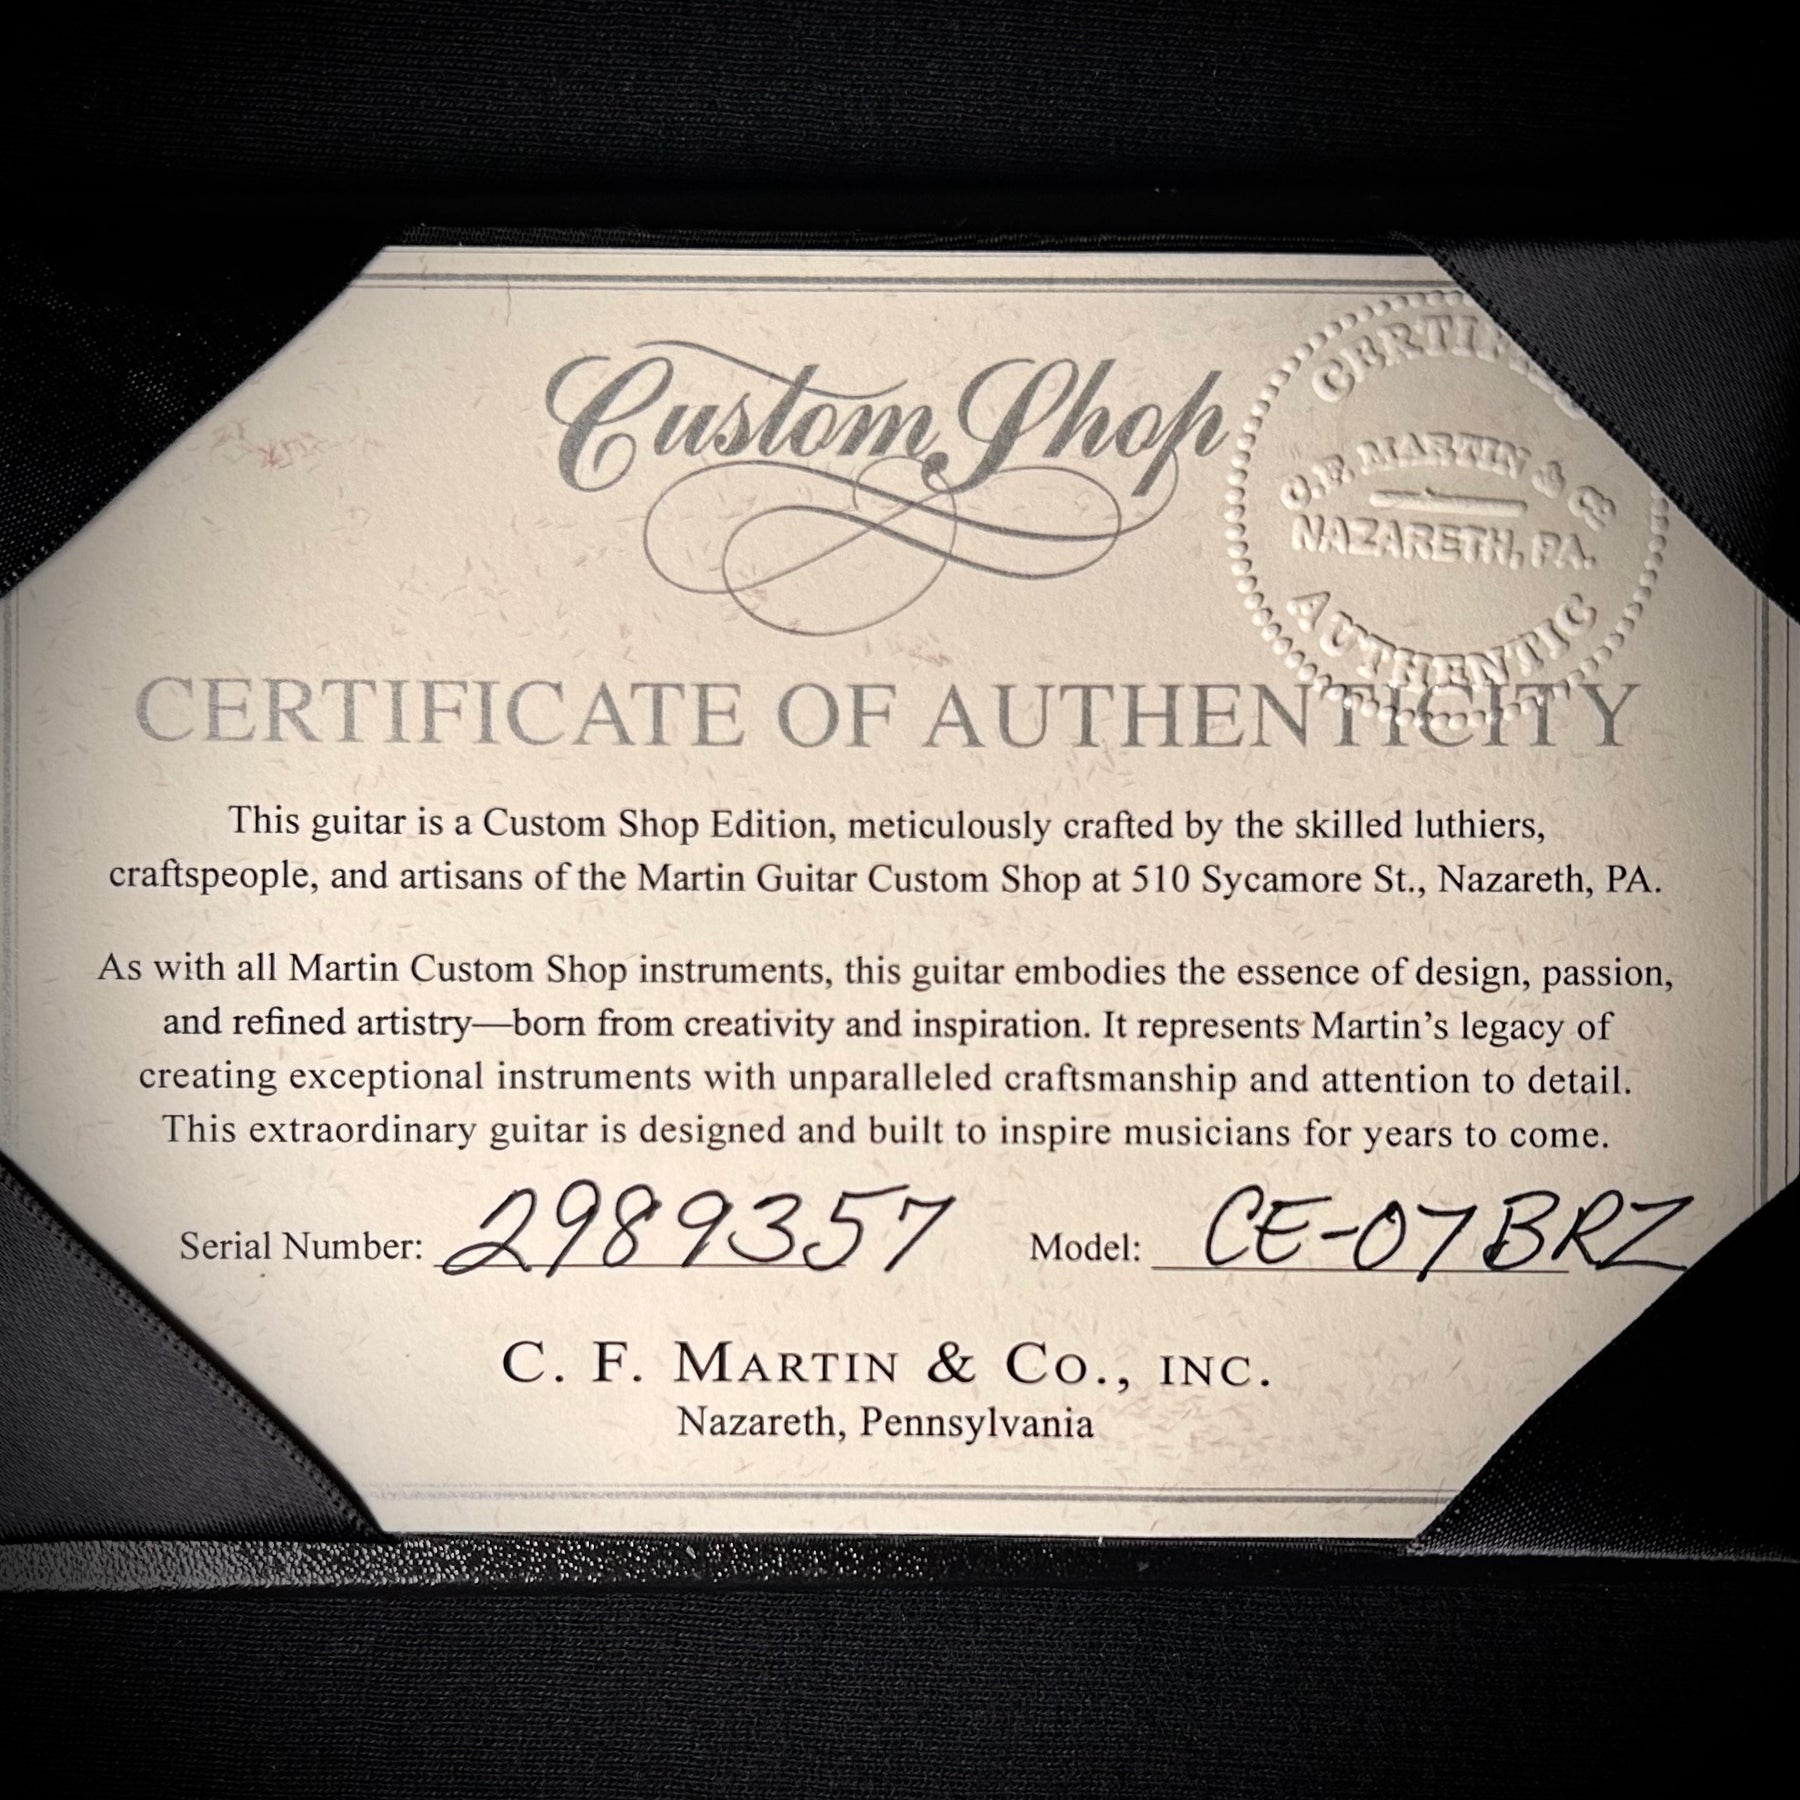 Custom Shop
CERTIFI
C. F. MARTIN & Co
NAZARETH, PA.
AUTHENTIC
CERTIFICATE OF AUTHENTICITY
This guitar is a Custom Shop Edition, meticulously crafted by the skilled luthiers,
craftspeople, and artisans of the Martin Guitar Custom Shop at 510 Sycamore St., Nazareth, PA.
As with all Martin Custom Shop instruments, this guitar embodies the essence of design, passion,
and refined artistry—born from creativity and inspiration. It represents Martin’s legacy of
creating exceptional instruments with unparalleled craftsmanship and attention to detail.
This extraordinary guitar is designed and built to inspire musicians for years to come.
Serial Number: 2989357 Model: CE-07BRZ
C. F. MARTIN & CO., INC.
Nazareth, Pennsylvania